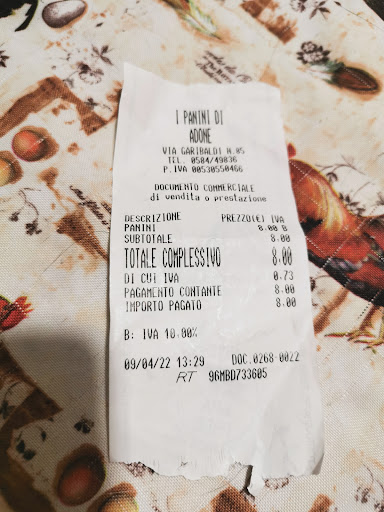 I PANINI DI
ADONE
VIA GARIBALDI N.85
TEL. 0584/49836
P.IVA 00530550466
DOCUMENTO COMMERCIALE
di vendita o prestazione
DESCRIZIONE PREZZO(€) IVA
PANINI 8.00 B
SUBTOTALE 8.00
TOTALE COMPLESSIVO 8.00
DI CUI IVA 0.73
PAGAMENTO CONTANTE 8.00
IMPORTO PAGATO 8.00
B: IVA 10.00%
09/04/22 13:29 DOC.0268-0022
RT 96MBD733605